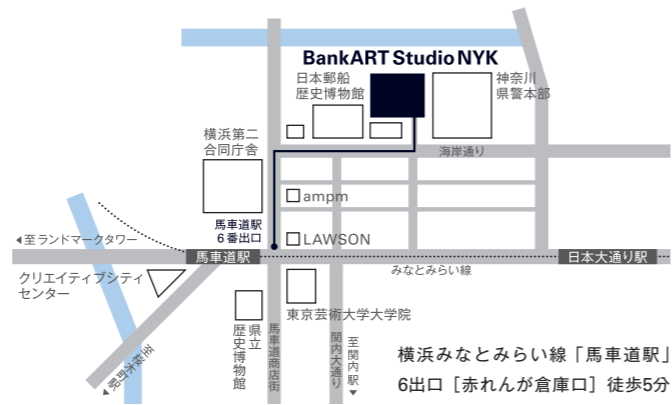 BankART Studio NYK
日本郵船
歴史博物館
神奈川
県警本部
横浜第二
合同庁舎
海岸通り
ampm
馬車道駅
6番出口
LAWSON
◀至ランドマークタワー
馬車道駅
日本大通り駅
みなとみらい線
クリエイティブシティ
センター
東京芸術大学大学院
県立
歴史博物館
馬車道商店街
関内大通り
至関内駅▶
至桜木町駅▶
横浜みなとみらい線「馬車道駅」
6出口［赤れんが倉庫口］徒歩5分